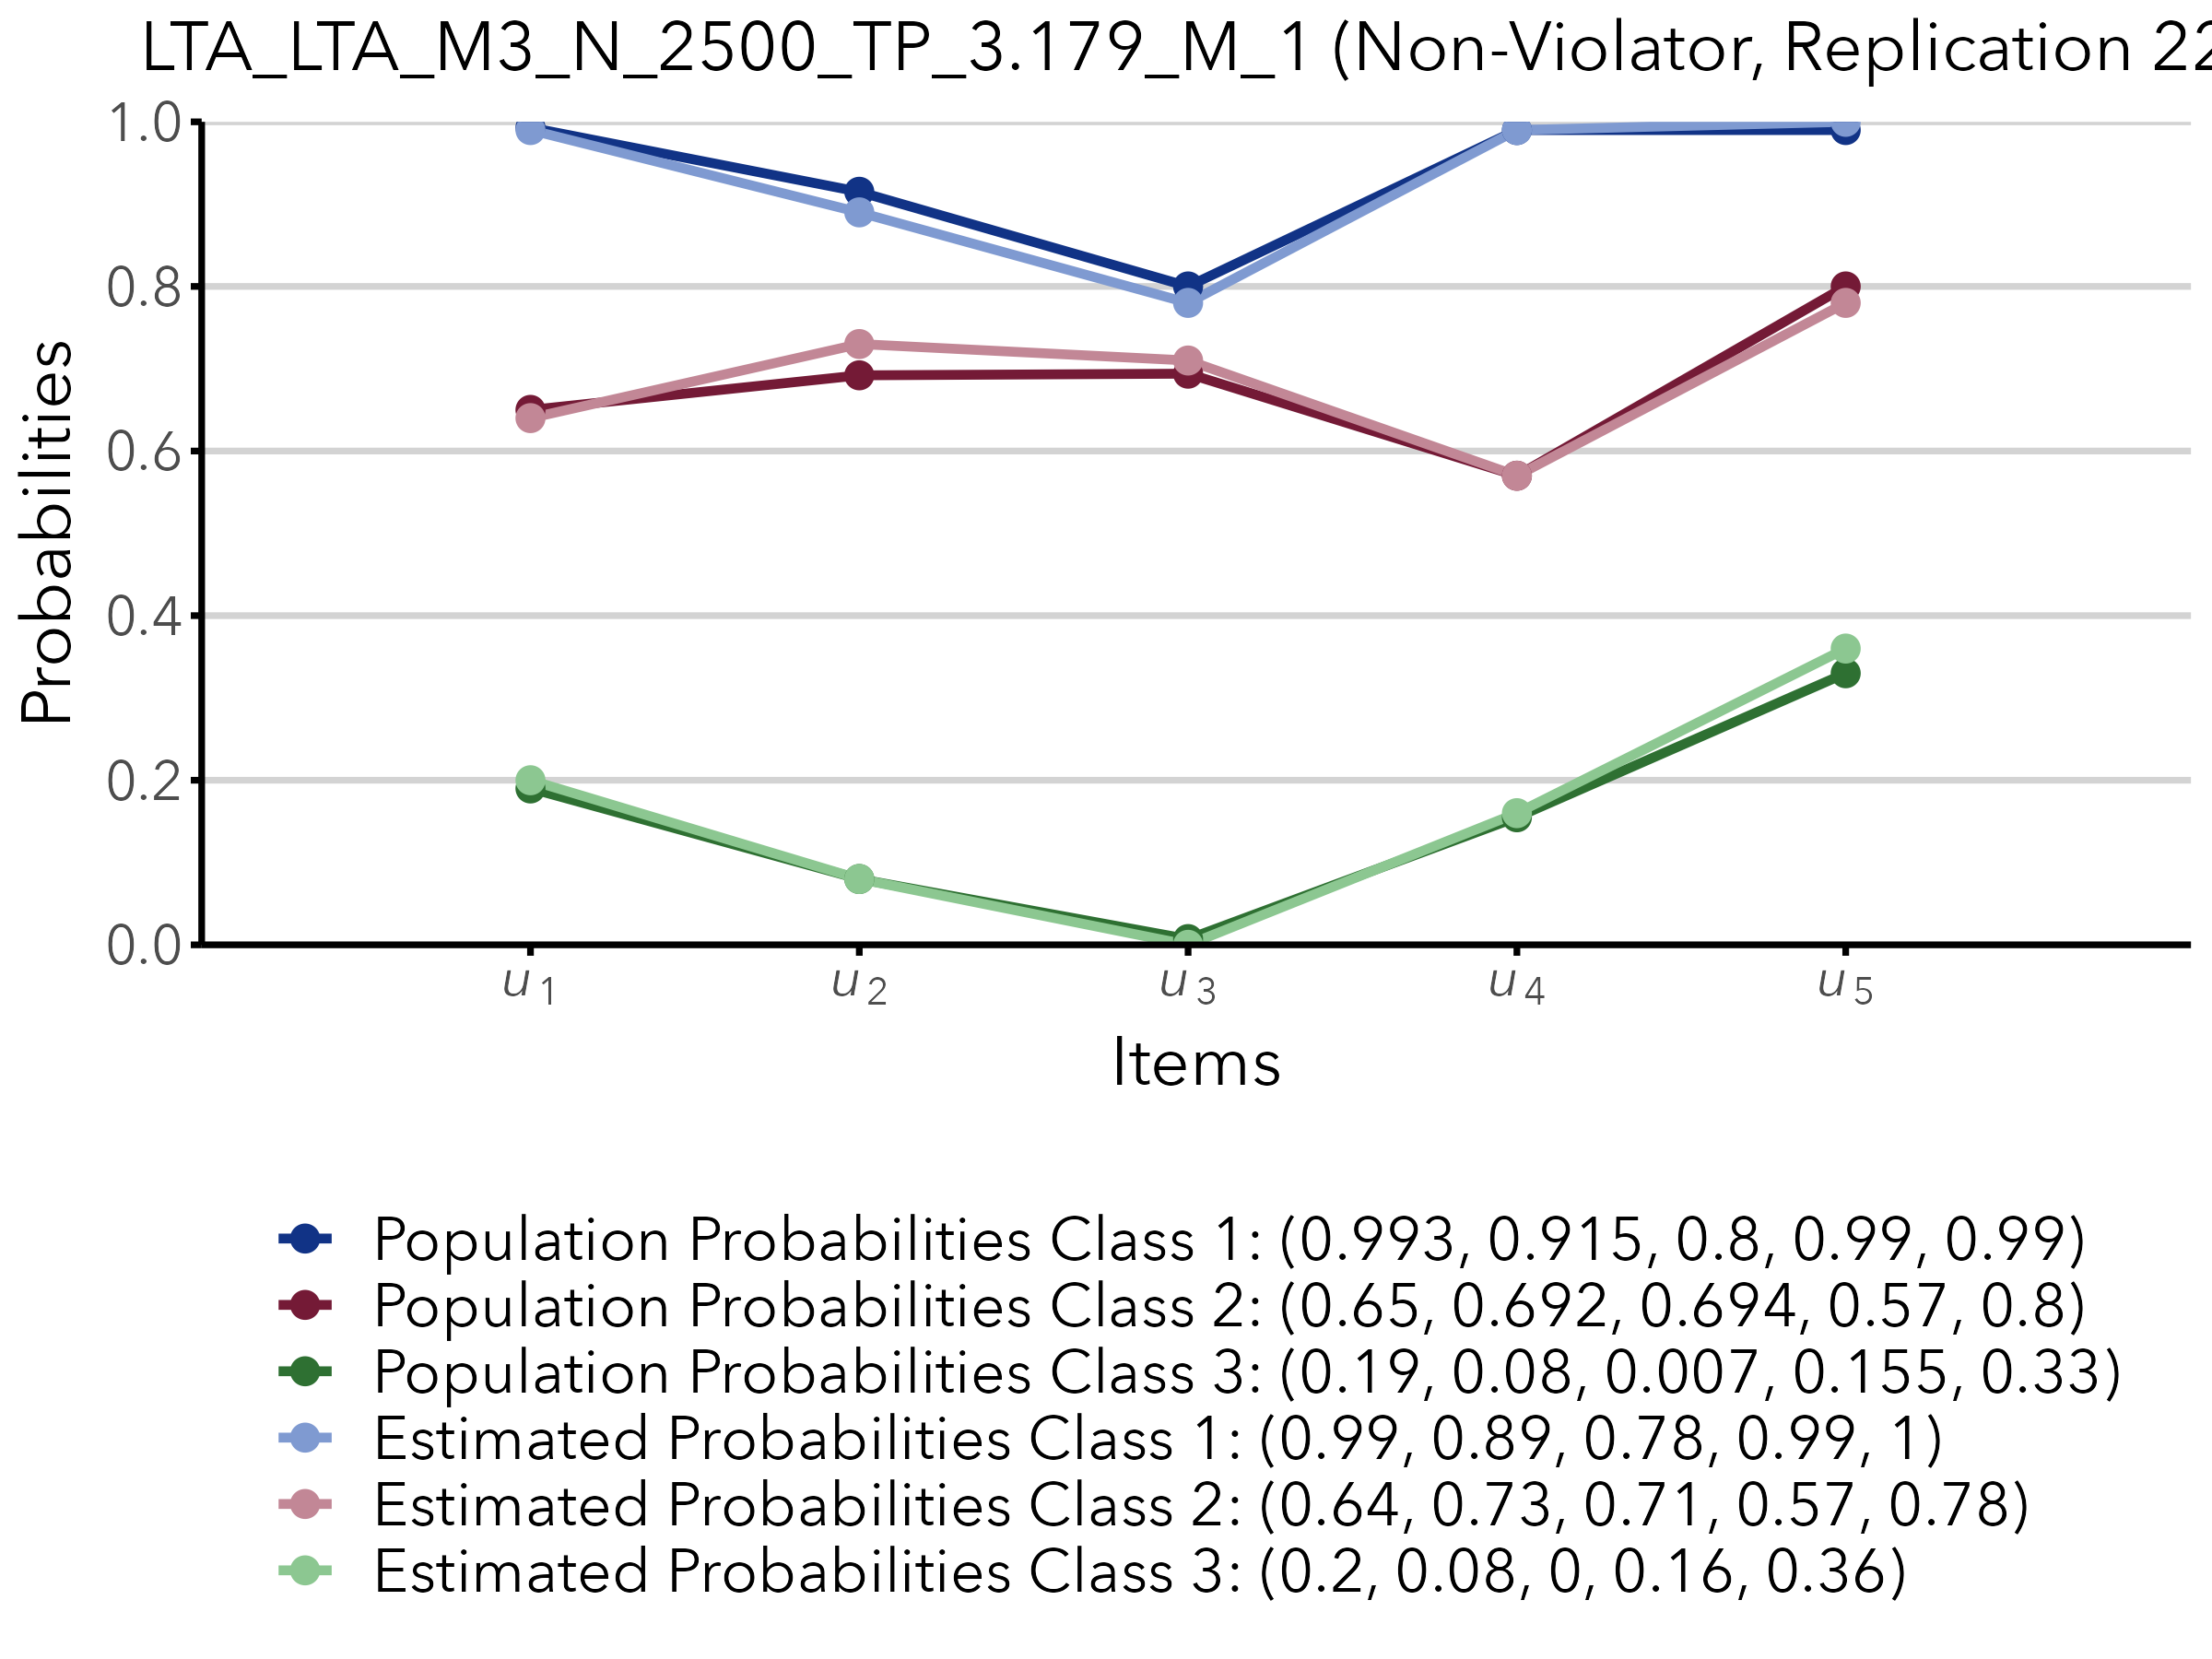 LTA_LTA_M3_N_2500_TP_3.179_M_1 (Non-Violator, Replication 22
1.0
0.8
0.6
0.4
0.2
0.0
Probabilities
u1 u2 u3 u4 u5
Items
Population Probabilities Class 1: (0.993, 0.915, 0.8, 0.99, 0.99)
Population Probabilities Class 2: (0.65, 0.692, 0.694, 0.57, 0.8)
Population Probabilities Class 3: (0.19, 0.08, 0.007, 0.155, 0.33)
Estimated Probabilities Class 1: (0.99, 0.89, 0.78, 0.99, 1)
Estimated Probabilities Class 2: (0.64, 0.73, 0.71, 0.57, 0.78)
Estimated Probabilities Class 3: (0.2, 0.08, 0, 0.16, 0.36)